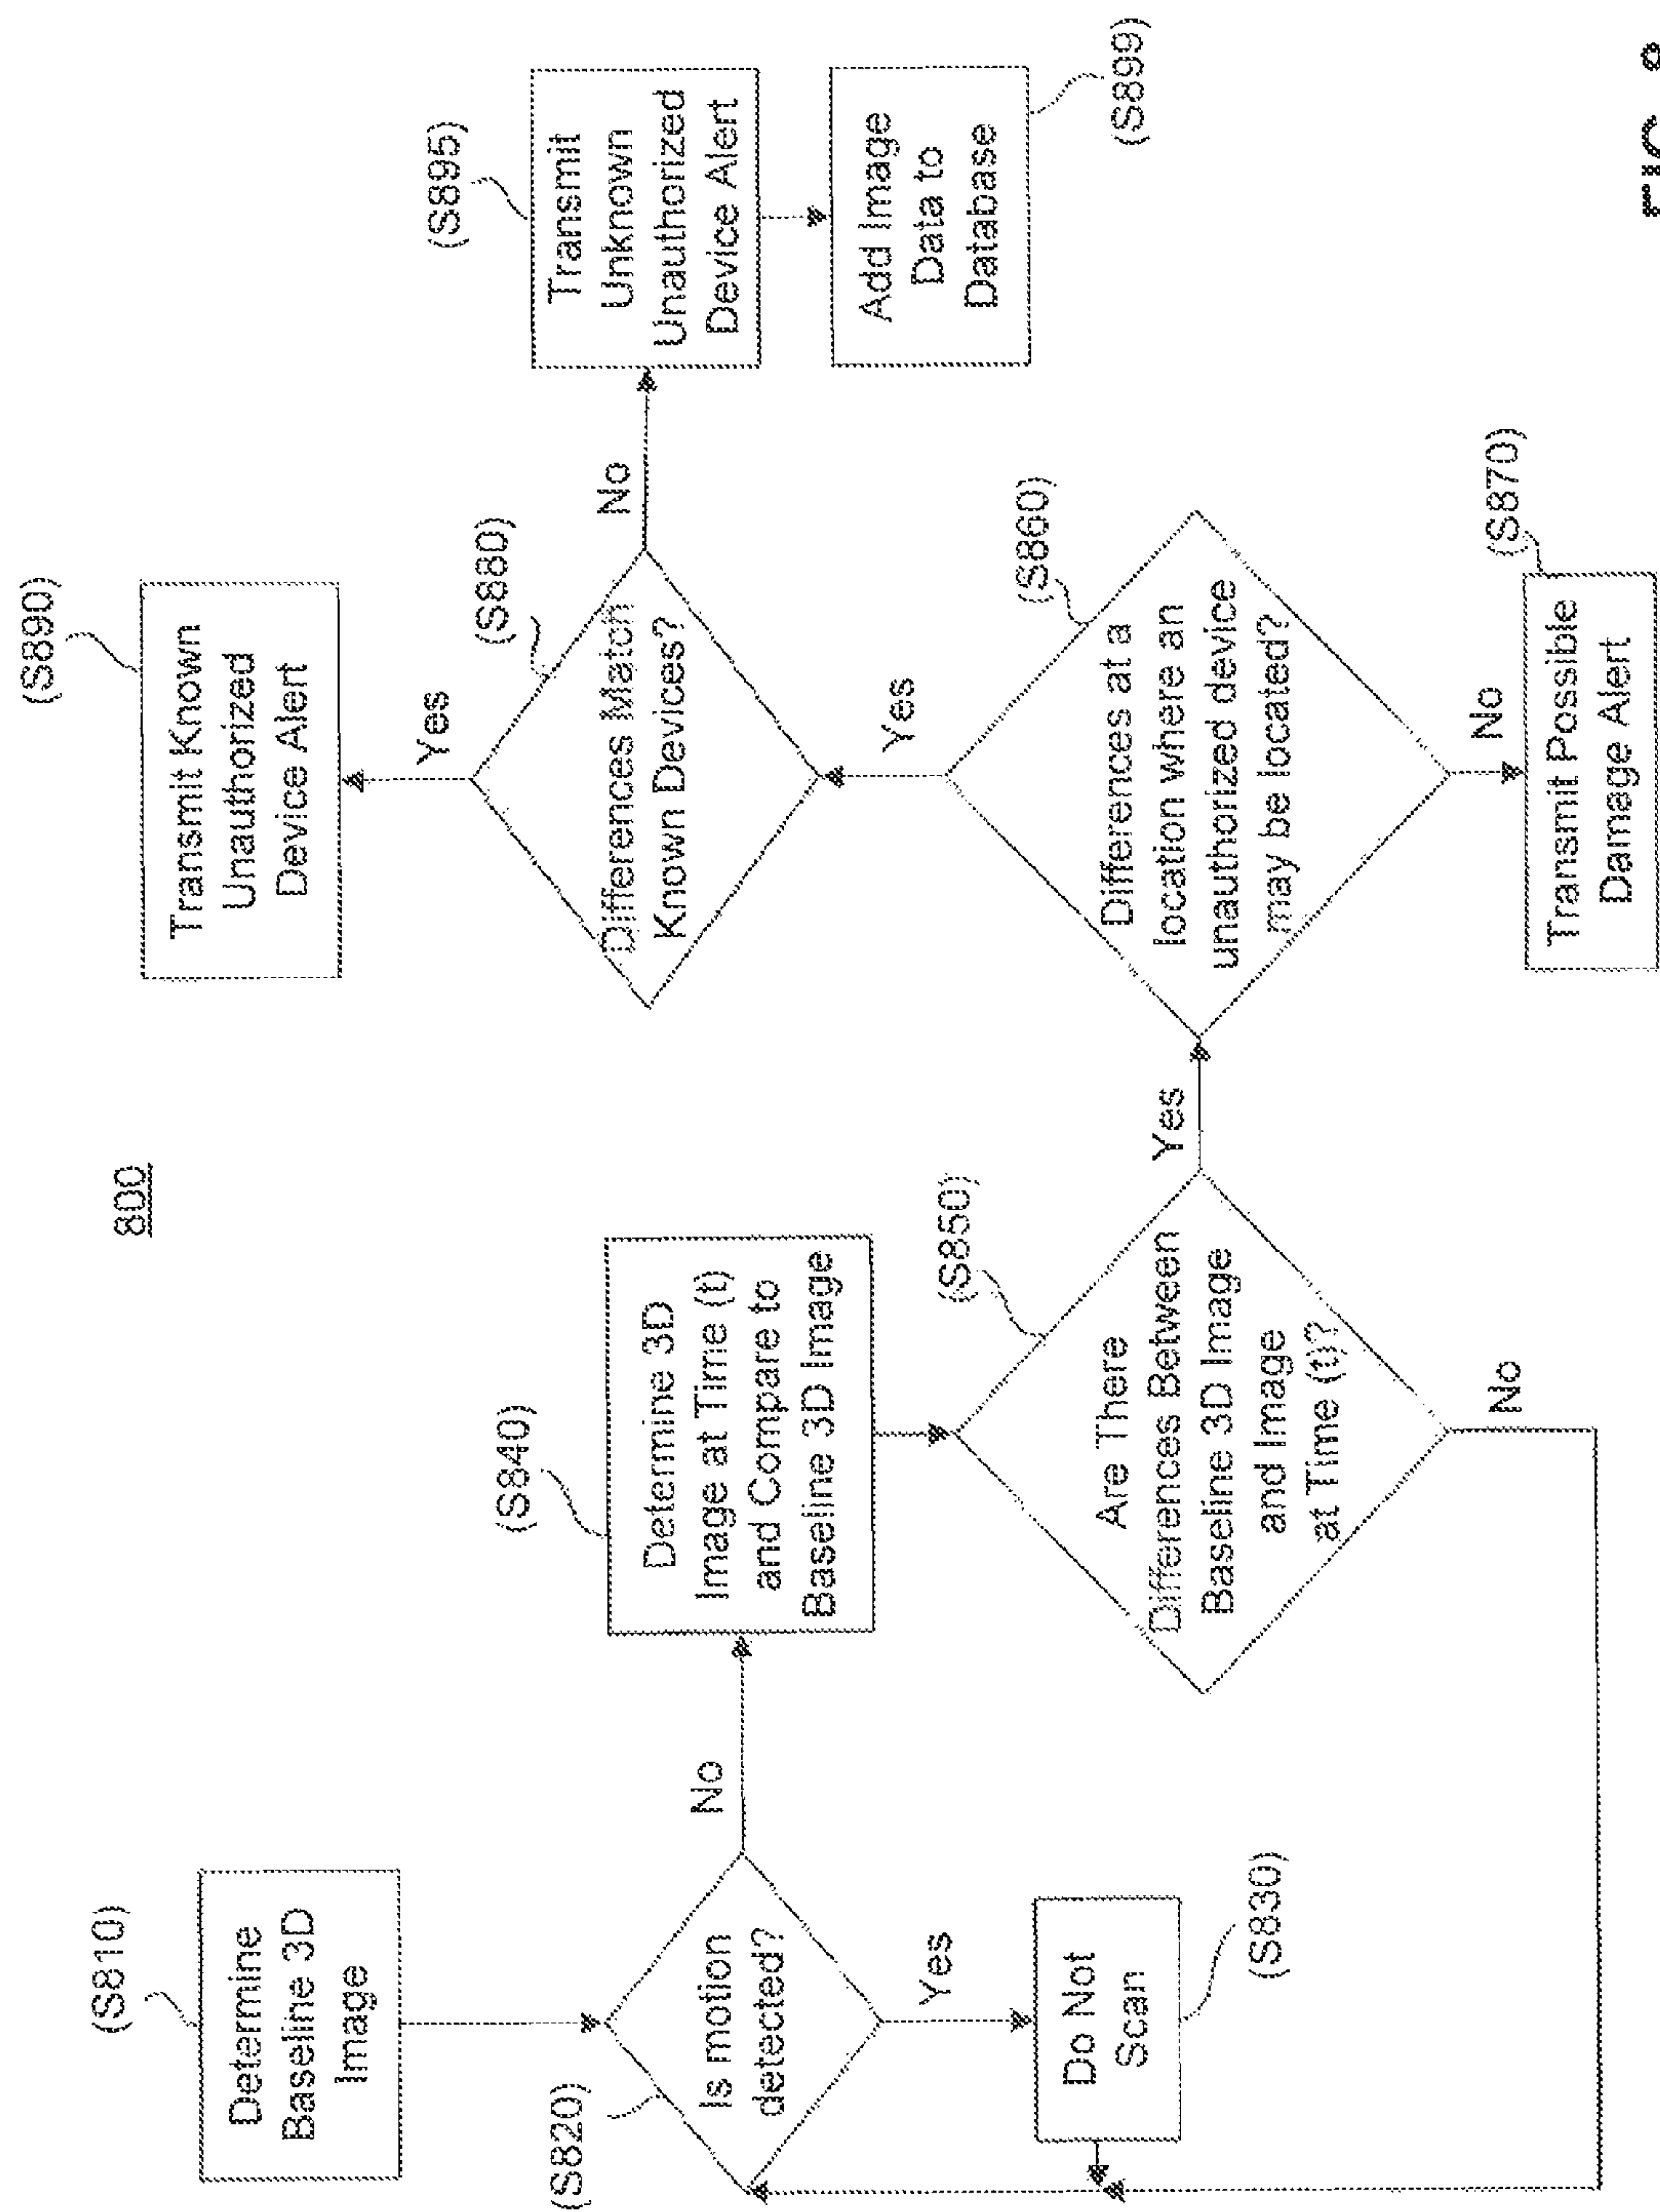 800
(S810)
Determine
Baseline 3D
Image
(S820)
Is motion
detected?
Yes
No
Do Not
Scan
(S830)
(S840)
Determine 3D
Image at Time (t)
and Compare to
Baseline 3D Image
(S850)
Are There
Differences Between
Baseline 3D Image
and Image
at Time (t)?
No
Yes
(S860)
Differences at a
location where an
unauthorized device
may be located?
No
Yes
(S870)
Transmit Possible
Damage Alert
(S880)
Differences Match
Known Devices?
Yes
No
(S890)
Transmit Known
Unauthorized
Device Alert
(S895)
Transmit
Unknown
Unauthorized
Device Alert
Add Image
Data to
Database
(S899)